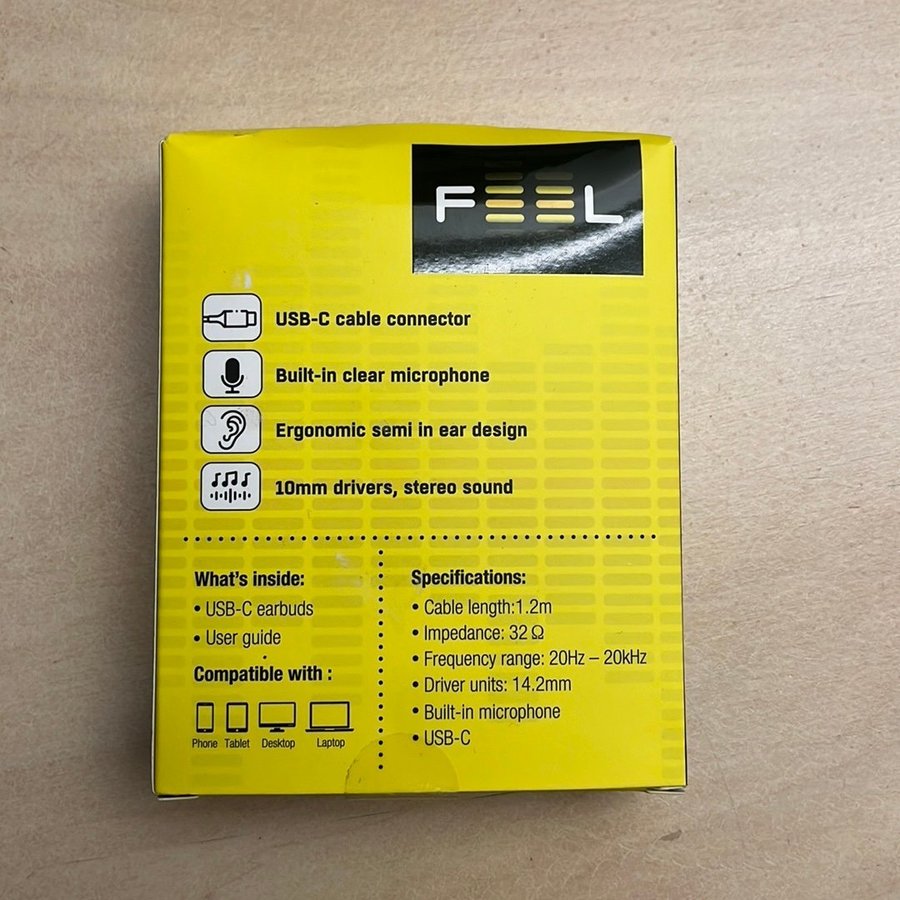 FEEL
USB-C cable connector
Built-in clear microphone
Ergonomic semi in ear design
10mm drivers, stereo sound
What's inside:
• USB-C earbuds
• User guide
Compatible with :
Phone Tablet Desktop Laptop
Specifications:
• Cable length:1.2m
• Impedance: 32 Ω
• Frequency range: 20Hz – 20kHz
• Driver units: 14.2mm
• Built-in microphone
• USB-C